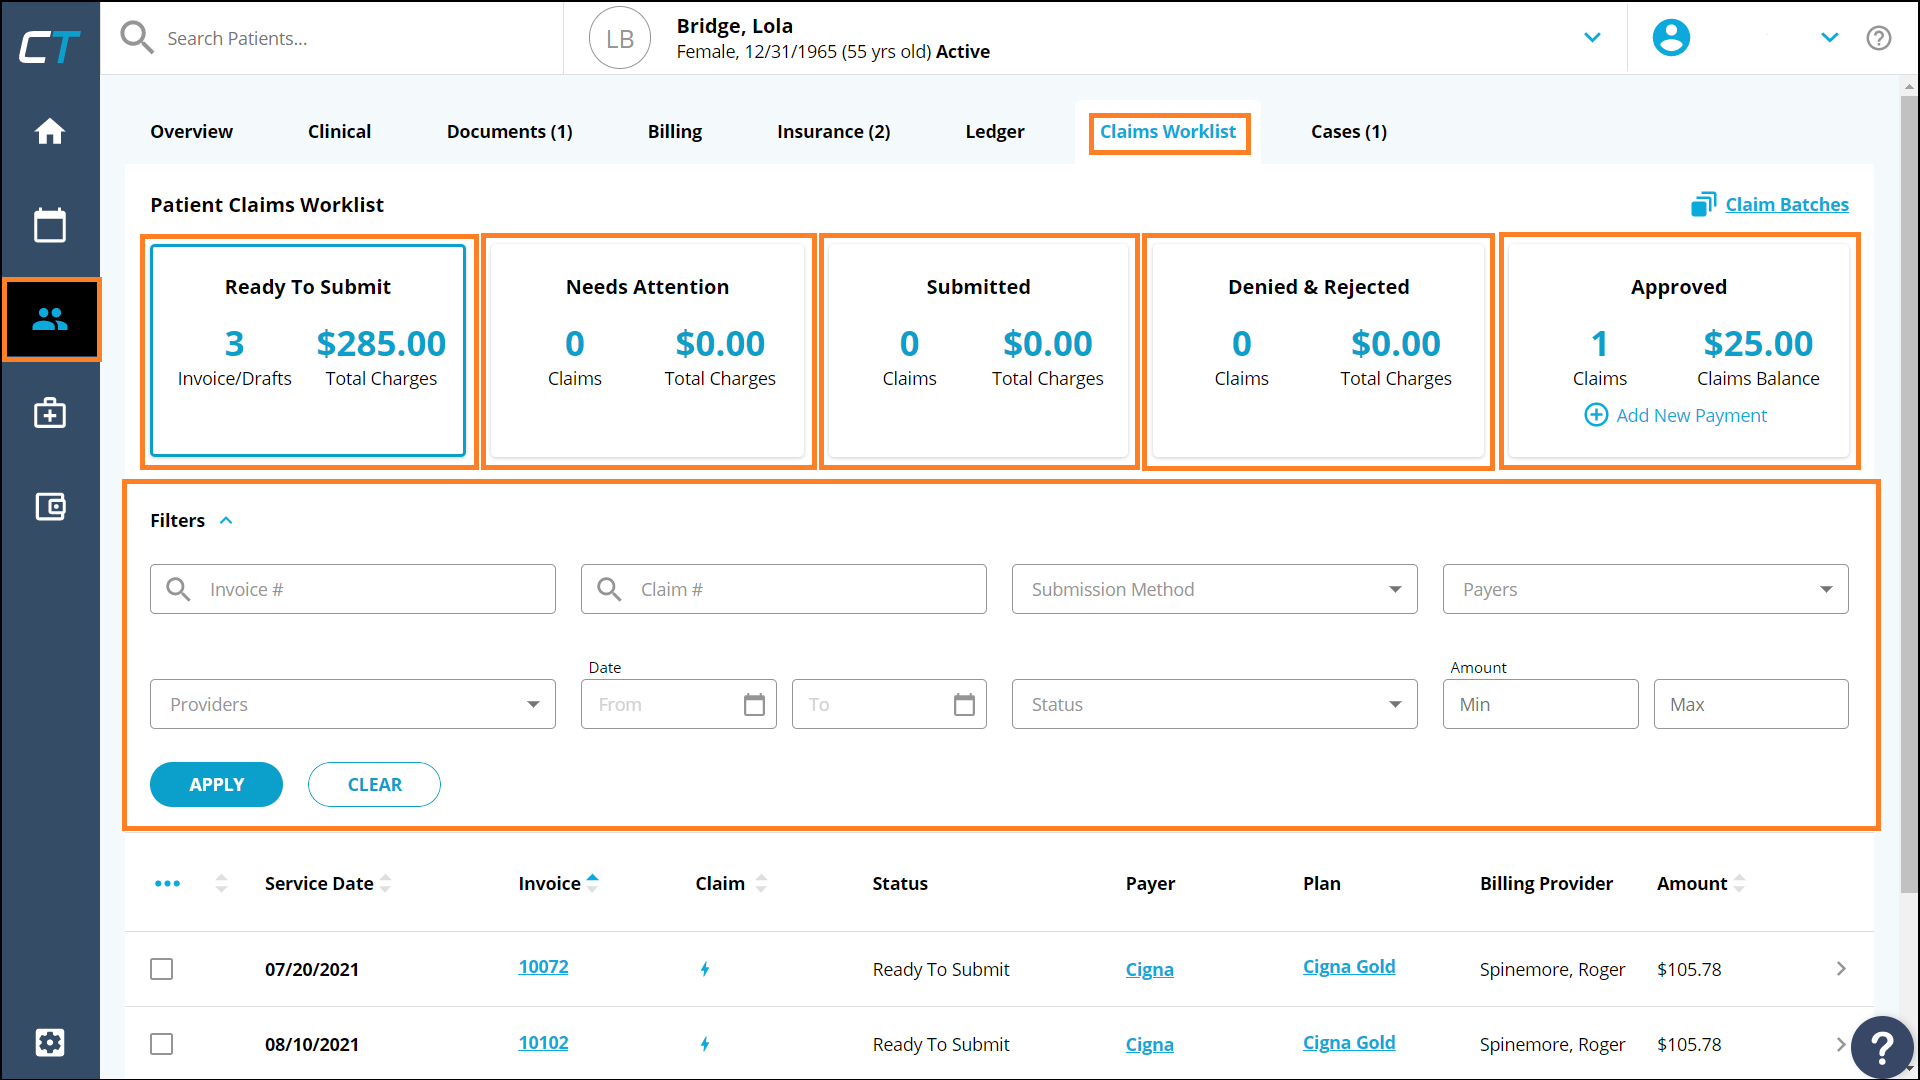 CT
Search Patients...
LB
Bridge, Lola
Female, 12/31/1965 (55 yrs old) Active
Overview Clinical Documents (1) Billing Insurance (2) Ledger Claims Worklist Cases (1)
Patient Claims Worklist
Claim Batches
Ready To Submit
3 $285.00
Invoice/Drafts Total Charges
Needs Attention
0 $0.00
Claims Total Charges
Submitted
0 $0.00
Claims Total Charges
Denied & Rejected
0 $0.00
Claims Total Charges
Approved
1 $25.00
Claims Claims Balance
Add New Payment
Filters
Invoice # Claim # Submission Method Payers
Date Amount
Providers From To Status Min Max
APPLY CLEAR
Service Date Invoice Claim Status Payer Plan Billing Provider Amount
07/20/2021 10072 Ready To Submit Cigna Cigna Gold Spinemore, Roger $105.78
08/10/2021 10102 Ready To Submit Cigna Cigna Gold Spinemore, Roger $105.78